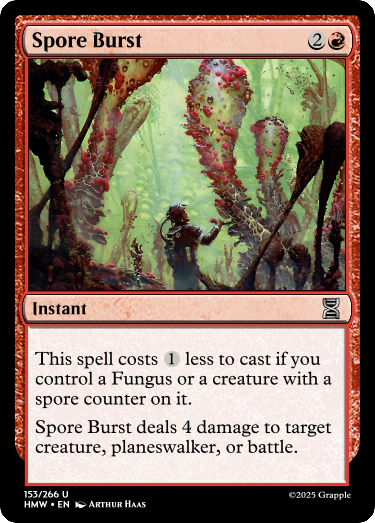 Spore Burst 2
Instant
This spell costs 1 less to cast if you
control a Fungus or a creature with a
spore counter on it.
Spore Burst deals 4 damage to target
creature, planeswalker, or battle.
153/266 U
HMW • EN Arthur Haas ©2025 Grapple